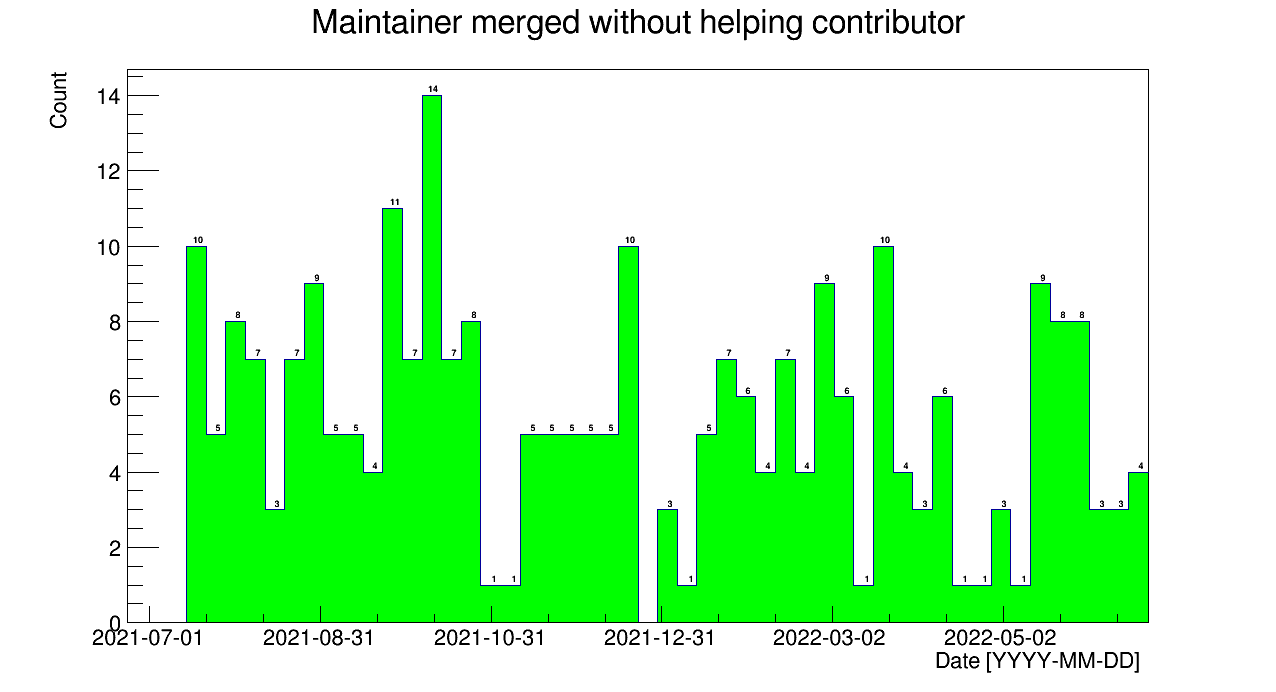 Maintainer merged without helping contributor
Count
14
12
10
8
6
4
2
0
10 5 8 7 3 7 9 5 5 4 11 7 14 7 8 1 1 5 5 5 5 5 10 3 1 5 7 6 4 7 4 9 6 1 10 4 3 6 1 1 3 1 9 8 8 3 3 4
2021-07-01 2021-08-31 2021-10-31 2021-12-31 2022-03-02 2022-05-02
Date [YYYY-MM-DD]